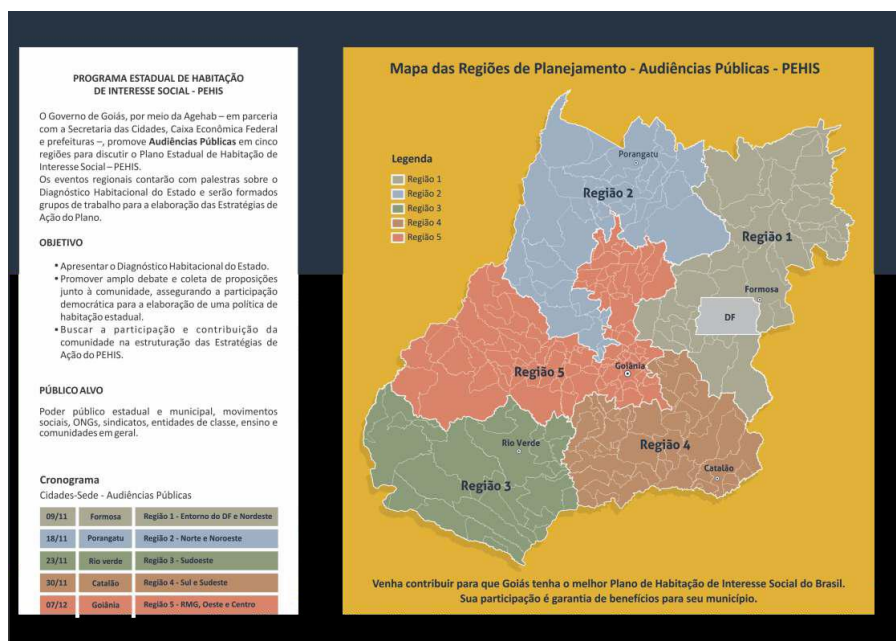 PROGRAMA ESTADUAL DE HABITAÇÃO
DE INTERESSE SOCIAL - PEHIS
O Governo de Goiás, por meio da Agehab – em parceria
com a Secretaria das Cidades, Caixa Econômica Federal
e prefeituras –, promove Audiências Públicas em cinco
regiões para discutir o Plano Estadual de Habitação de
Interesse Social – PEHIS.
Os eventos regionais contarão com palestras sobre o
Diagnóstico Habitacional do Estado e serão formados
grupos de trabalho para a elaboração das Estratégias de
Ação do Plano.
OBJETIVO
• Apresentar o Diagnóstico Habitacional do Estado.
• Promover amplo debate e coleta de proposições
junto à comunidade, assegurando a participação
democrática para a elaboração de uma política de
habitação estadual.
• Buscar a participação e contribuição da
comunidade na estruturação das Estratégias de
Ação do PEHIS.
PÚBLICO ALVO
Poder público estadual e municipal, movimentos
sociais, ONGs, sindicatos, entidades de classe, ensino e
comunidades em geral.
Cronograma
Cidades-Sede - Audiências Públicas
09/11 Formosa Região 1 - Entorno do DF e Nordeste
18/11 Porangatu Região 2 - Norte e Noroeste
23/11 Rio verde Região 3 - Sudoeste
30/11 Catalão Região 4 - Sul e Sudeste
07/12 Goiânia Região 5 - RMG, Oeste e Centro
Mapa das Regiões de Planejamento - Audiências Públicas - PEHIS
Legenda
Região 1
Região 2
Região 3
Região 4
Região 5
Porangatu
Região 2
Região 1
Formosa
DF
Goiânia
Região 5
Rio Verde
Região 4
Catalão
Região 3
Venha contribuir para que Goiás tenha o melhor Plano de Habitação de Interesse Social do Brasil.
Sua participação é garantia de benefícios para seu município.